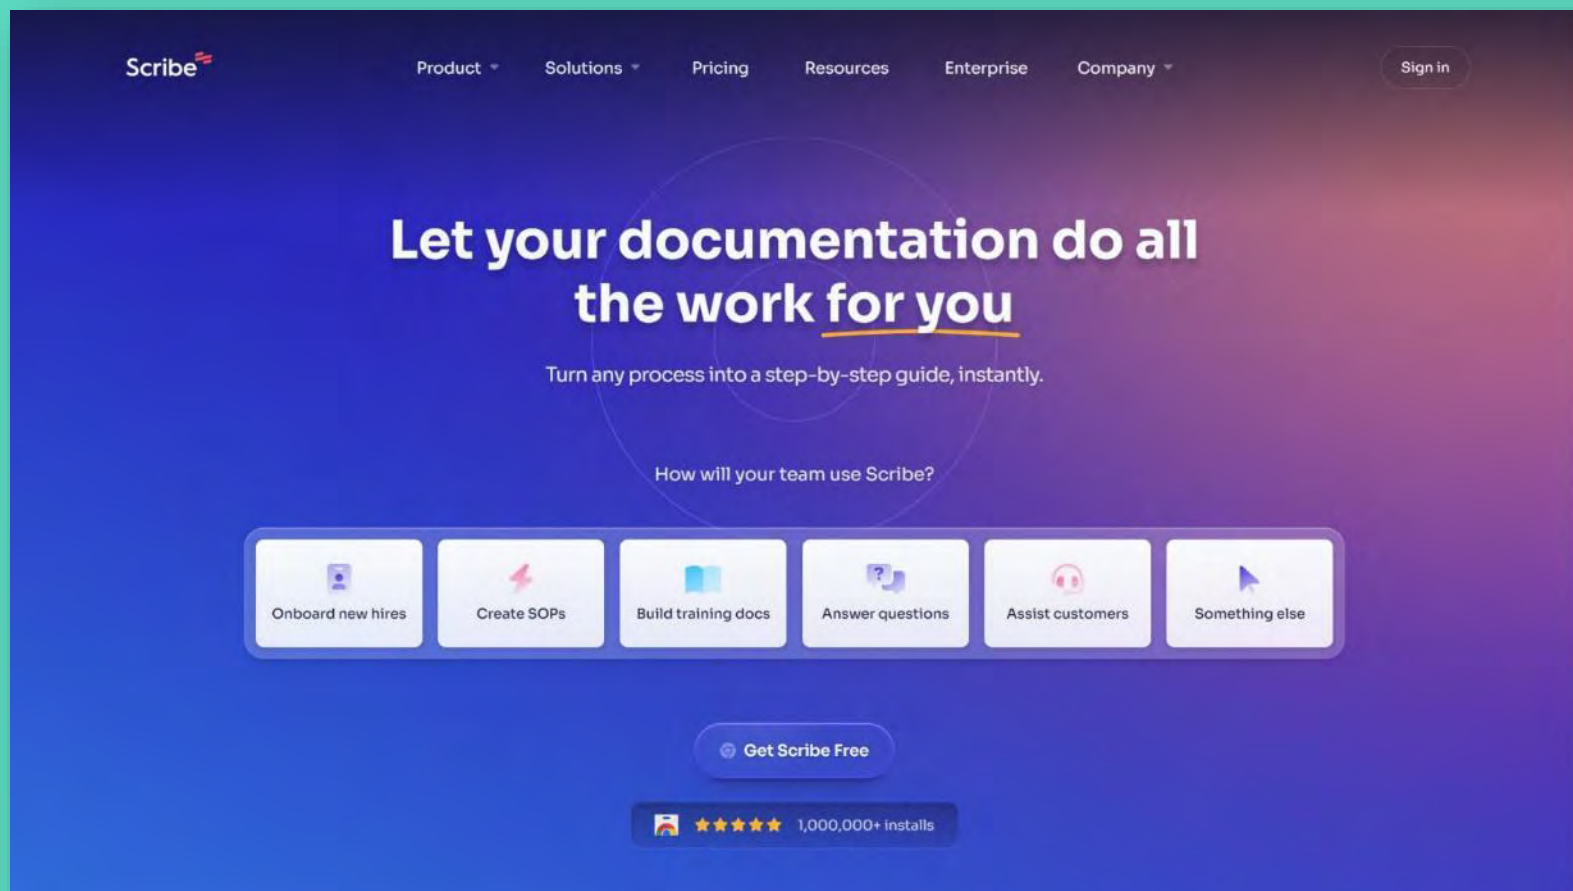 Scribe
Product
Solutions
Pricing
Resources
Enterprise
Company
Sign in
Let your documentation do all
the work for you
Turn any process into a step-by-step guide, instantly.
How will your team use Scribe?
Onboard new hires
Create SOPs
Build training docs
Answer questions
Assist customers
Something else
Get Scribe Free
1,000,000+ installs